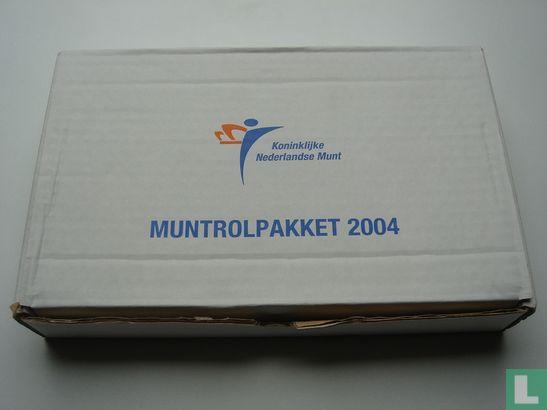 Koninklijke
Nederlandse Munt
MUNTROLPAKKET 2004
L